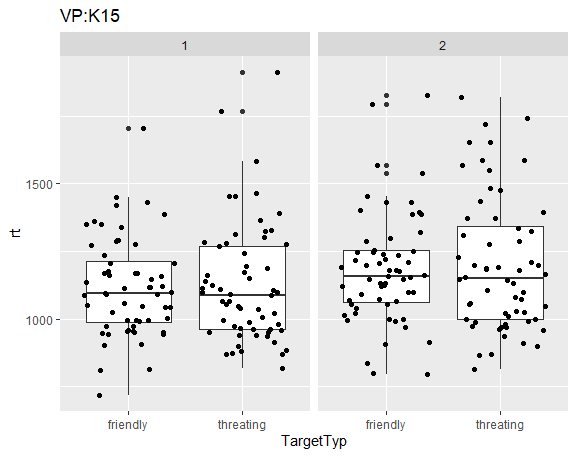 VP:K15
1
2
rt
1500
1000
friendly
threating
friendly
threating
TargetTyp